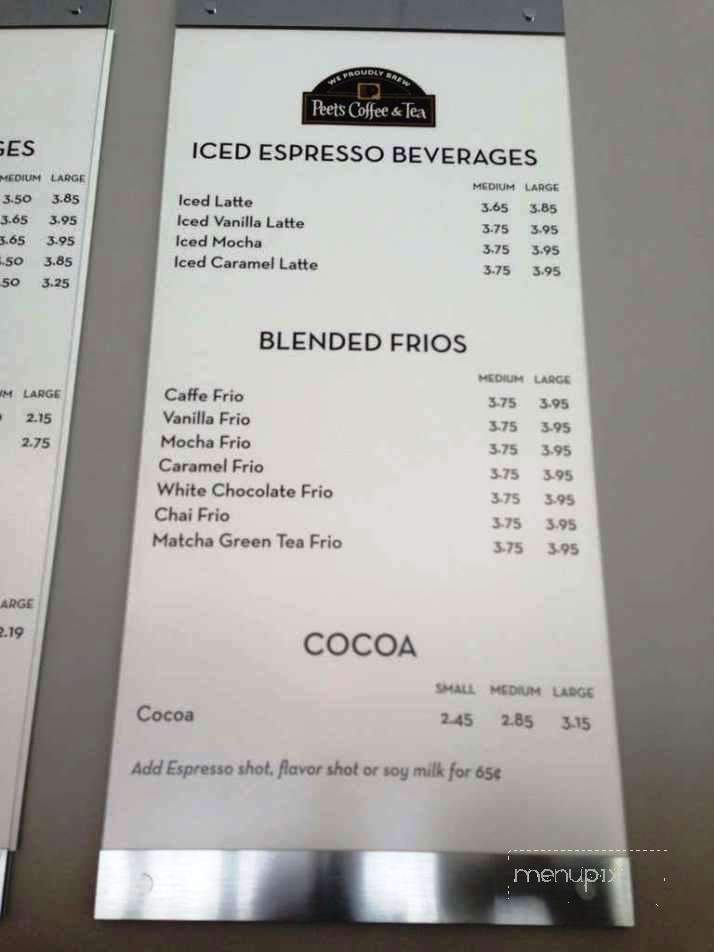 GES
MEDIUM LARGE
3.50 3.85
3.65 3.95
3.65 3.95
.50 3.85
.50 3.25
UM LARGE
2.15
2.75
ARGE
2.19
WE PROUDLY BREW
Peet's Coffee & Tea
ICED ESPRESSO BEVERAGES
MEDIUM LARGE
Iced Latte 3.65 3.85
Iced Vanilla Latte 3.75 3.95
Iced Mocha 3.75 3.95
Iced Caramel Latte 3.75 3.95
BLENDED FRIOS
MEDIUM LARGE
Caffe Frio 3.75 3.95
Vanilla Frio 3.75 3.95
Mocha Frio 3.75 3.95
Caramel Frio 3.75 3.95
White Chocolate Frio 3.75 3.95
Chai Frio 3.75 3.95
Matcha Green Tea Frio 3.75 3.95
COCOA
SMALL MEDIUM LARGE
Cocoa 2.45 2.85 3.15
Add Espresso shot, flavor shot or soy milk for 65¢
menupix